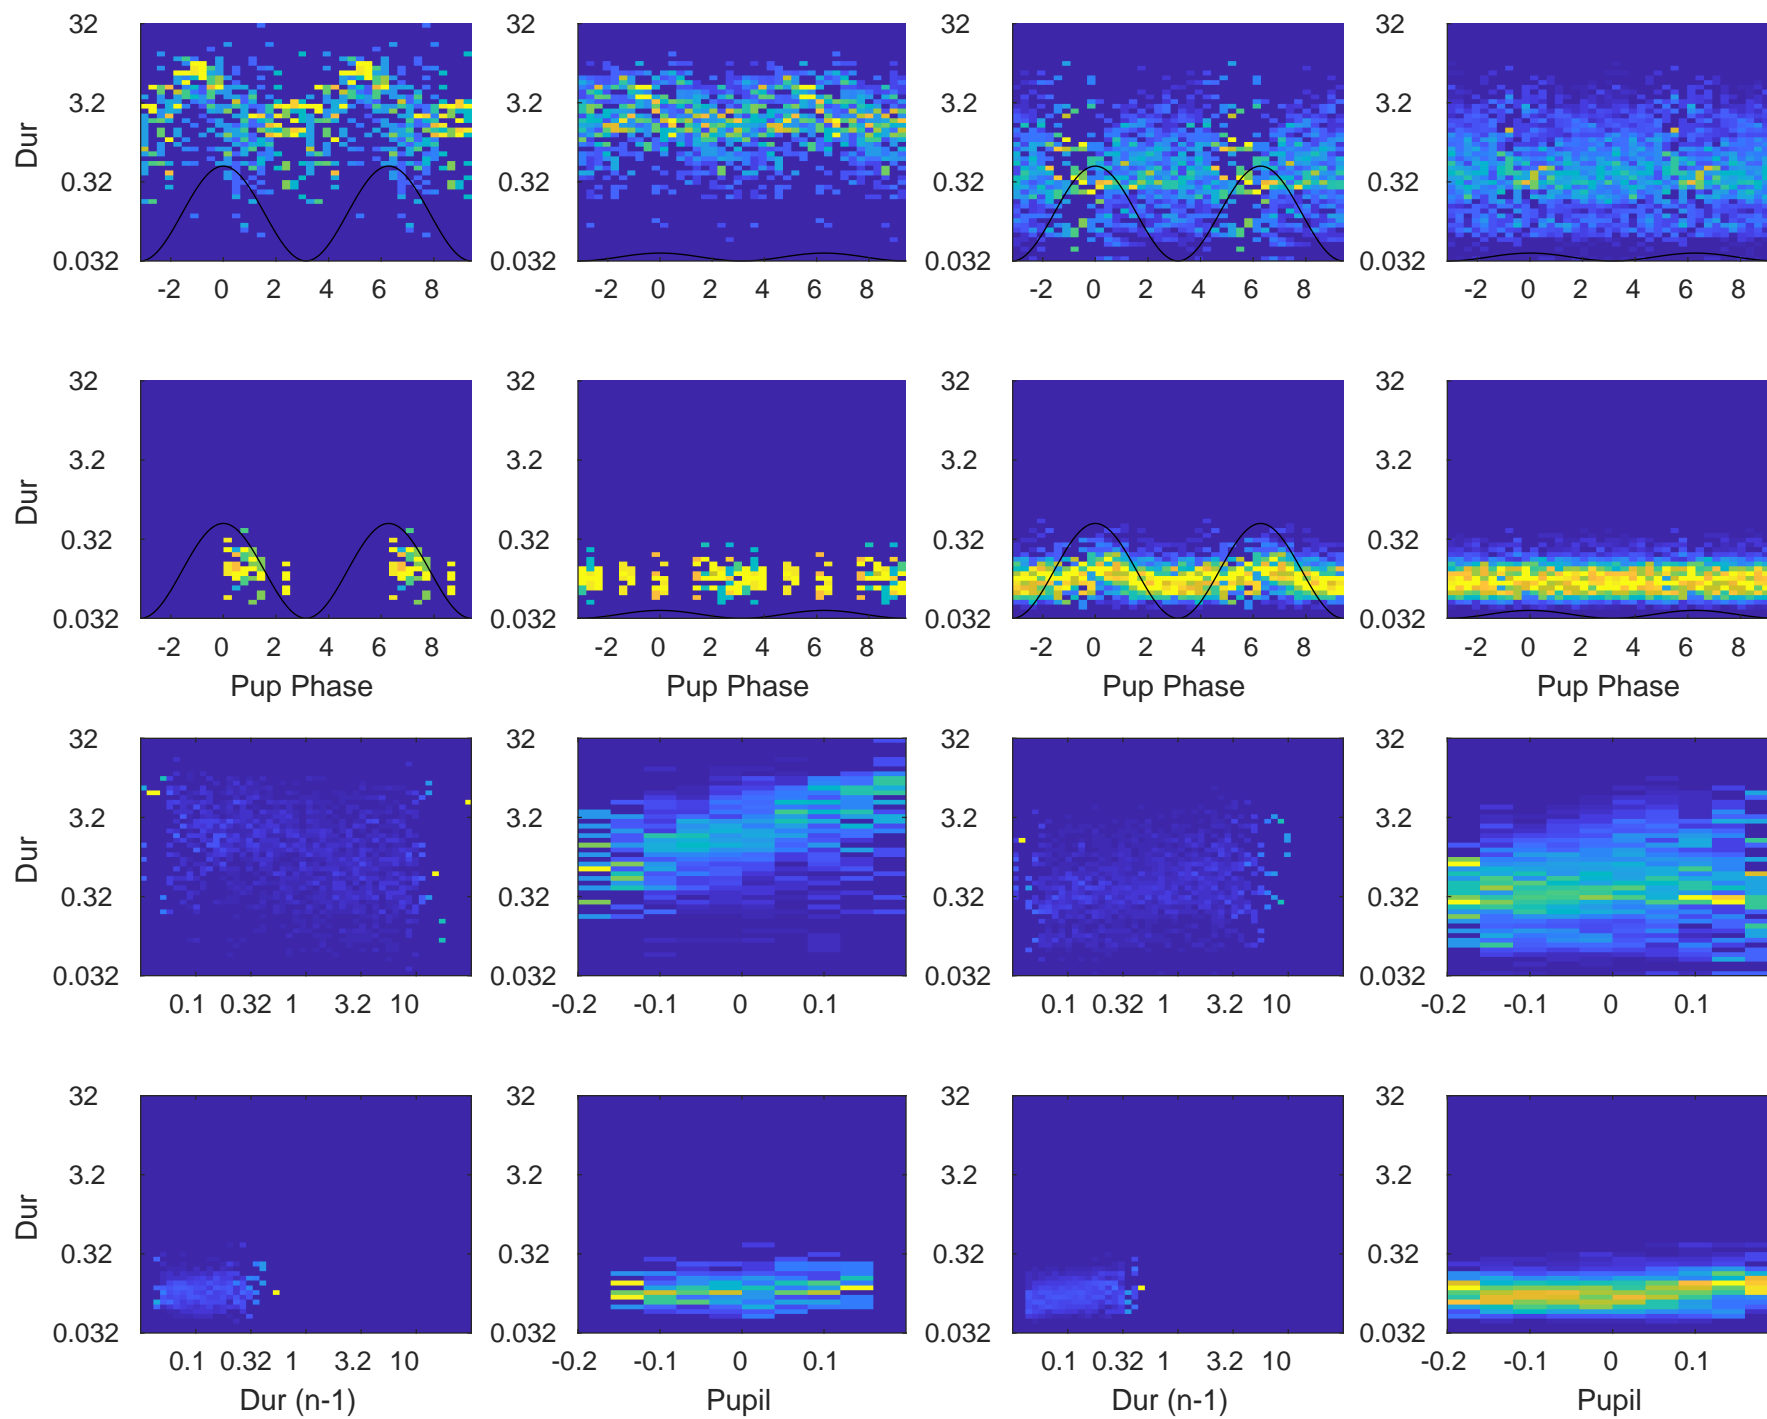 32 32 32 32
3.2 3.2 3.2 3.2
Dur
0.32 0.32 0.32 0.32
0.032 0.032 0.032 0.032
-2 0 2 4 6 8 -2 0 2 4 6 8 -2 0 2 4 6 8 -2 0 2 4 6 8
32 32 32 32
3.2 3.2 3.2 3.2
Dur
0.32 0.32 0.32 0.32
0.032 0.032 0.032 0.032
-2 0 2 4 6 8 -2 0 2 4 6 8 -2 0 2 4 6 8 -2 0 2 4 6 8
Pup Phase Pup Phase Pup Phase Pup Phase
32 32 32 32
3.2 3.2 3.2 3.2
Dur
0.32 0.32 0.32 0.32
0.032 0.032 0.032 0.032
0.1 0.32 1 3.2 10 -0.2 -0.1 0 0.1 0.1 0.32 1 3.2 10 -0.2 -0.1 0 0.1
32 32 32 32
3.2 3.2 3.2 3.2
Dur
0.32 0.32 0.32 0.32
0.032 0.032 0.032 0.032
0.1 0.32 1 3.2 10 -0.2 -0.1 0 0.1 0.1 0.32 1 3.2 10 -0.2 -0.1 0 0.1
Dur (n-1) Pupil Dur (n-1) Pupil